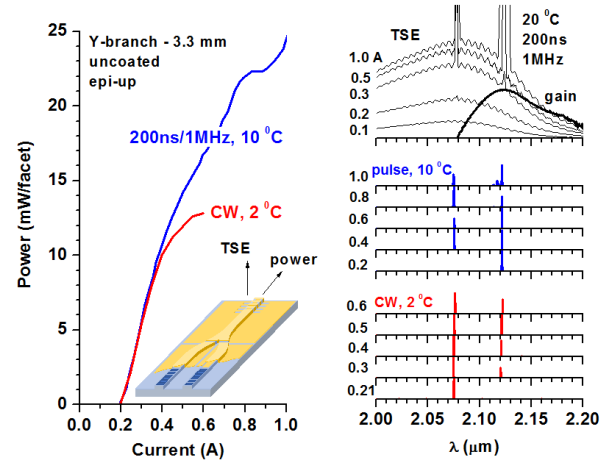 Y-branch - 3.3 mm
uncoated
epi-up
200ns/1MHz, 10 ⁰C
CW, 2 ⁰C
TSE
power
25
20
15
10
5
0
0.0 0.2 0.4 0.6 0.8 1.0
Power (mW/facet)
Current (A)
TSE
20 ⁰C
200ns
1MHz
gain
1.0 A
0.5
0.3
0.2
0.1
pulse, 10 ⁰C
1.0
0.8
0.6
0.4
0.2
CW, 2 ⁰C
0.6
0.5
0.4
0.3
0.21
2.00 2.05 2.10 2.15 2.20
λ (μm)